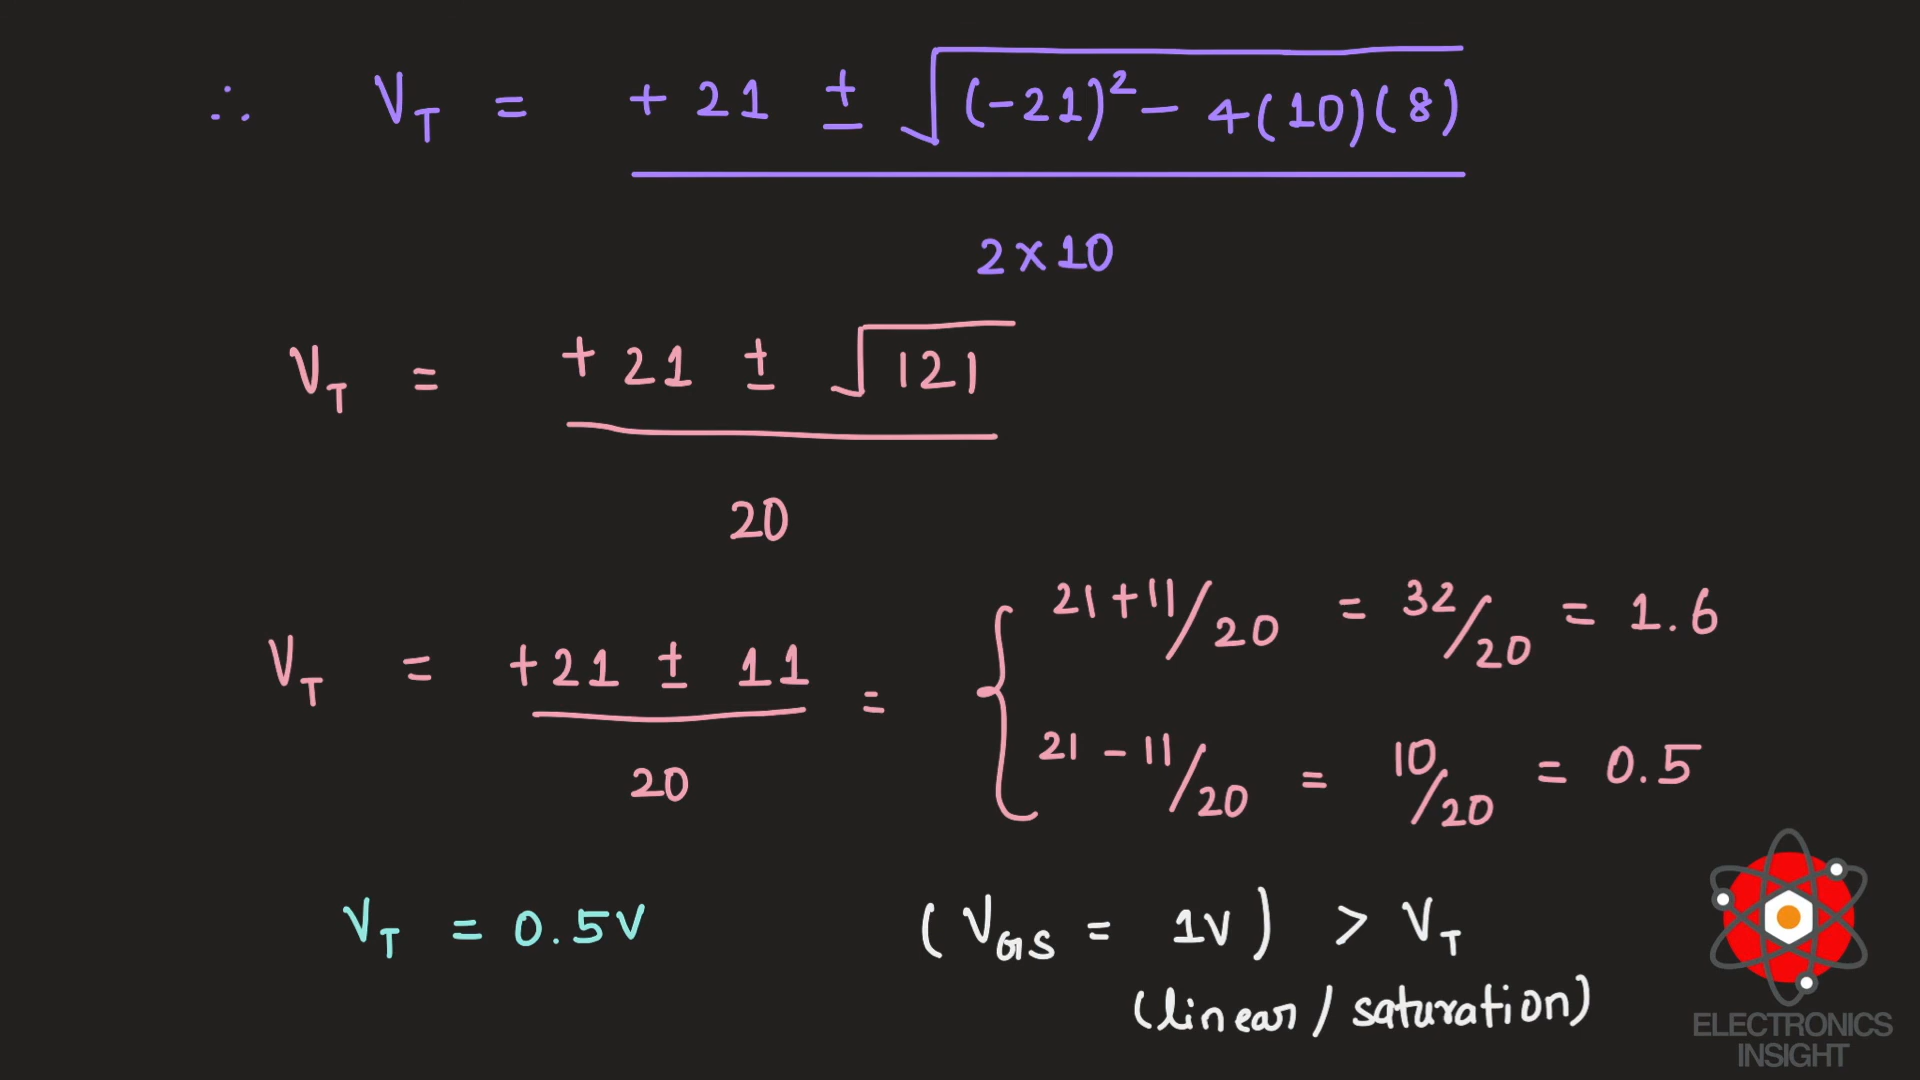 ∴ V_T = +21 ± √((-21)² - 4(10)(8))
2×10
V_T = +21 ± √121
20
V_T = +21 ± 11 / 20 = { 21+11/20 = 32/20 = 1.6
21-11/20 = 10/20 = 0.5
V_T = 0.5V (V_GS = 1V) > V_T
(linear / saturation)
ELECTRONICS
INSIGHT